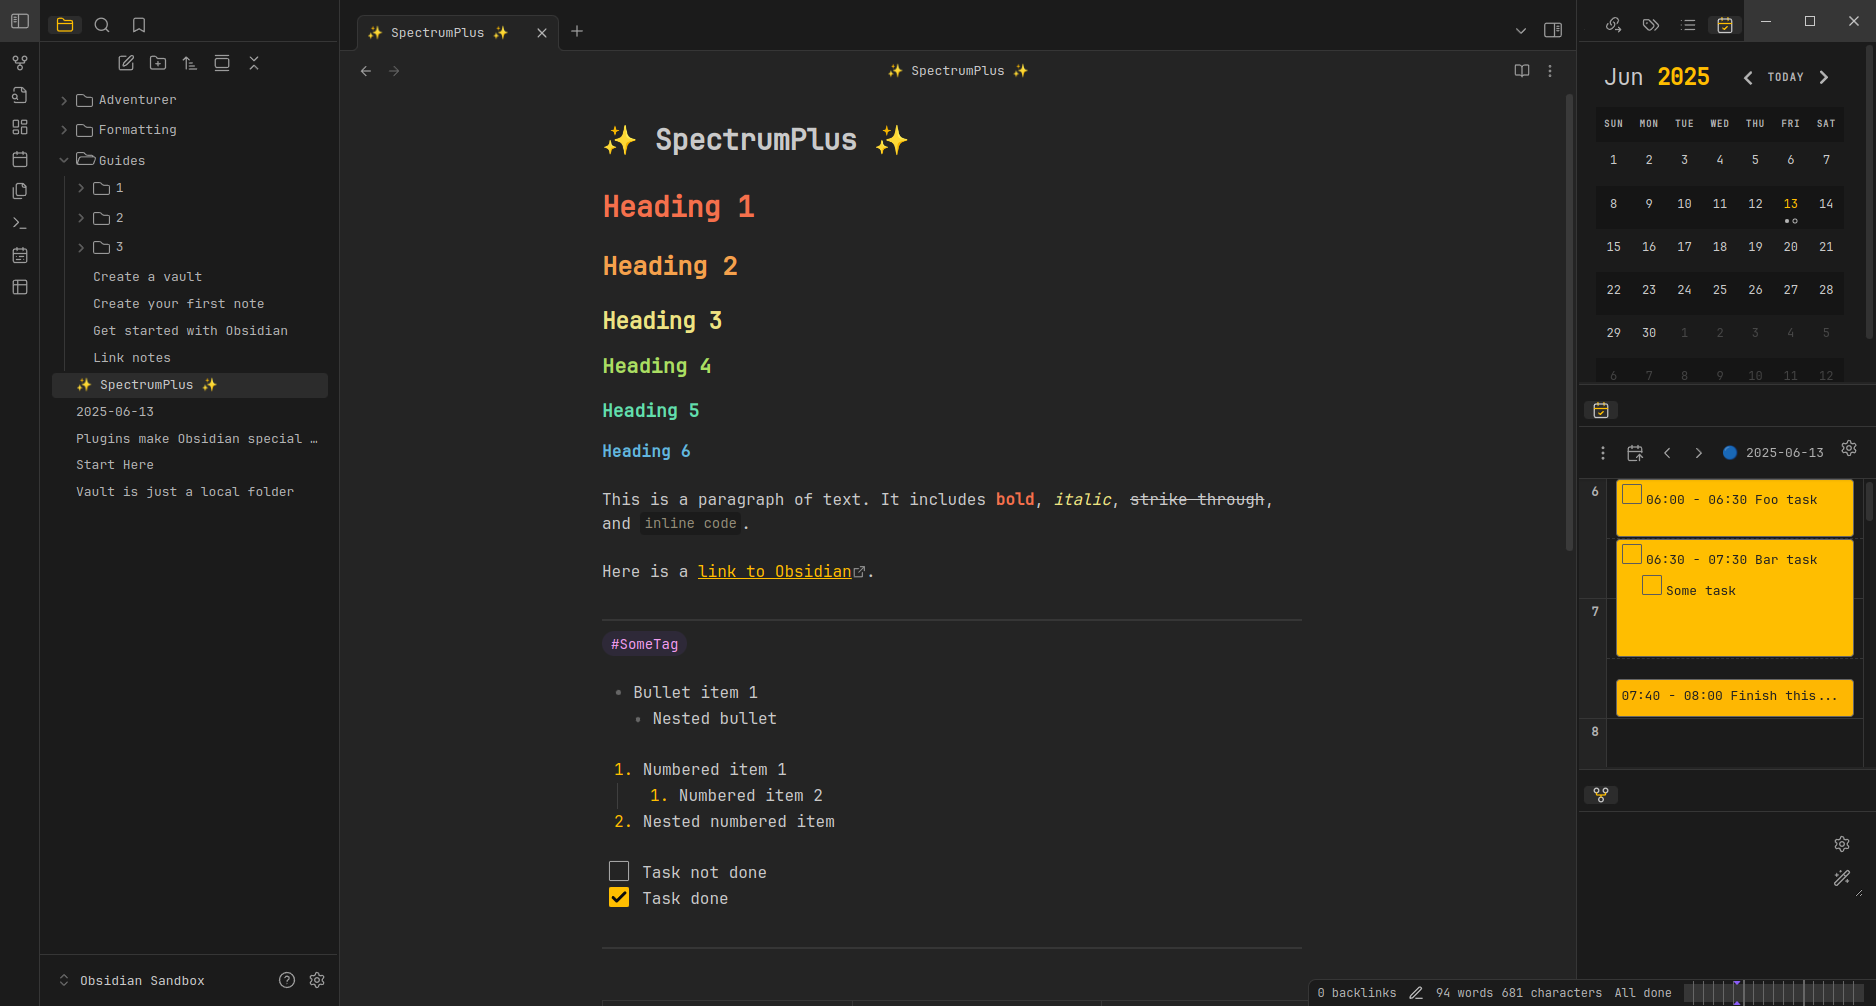 Adventurer
Formatting
Guides
1
2
3
Create a vault
Create your first note
Get started with Obsidian
Link notes
✨ SpectrumPlus ✨
2025-06-13
Plugins make Obsidian special …
Start Here
Vault is just a local folder
Obsidian Sandbox
✨ SpectrumPlus ✨
✨ SpectrumPlus ✨
✨ SpectrumPlus ✨
Heading 1
Heading 2
Heading 3
Heading 4
Heading 5
Heading 6
This is a paragraph of text. It includes bold, italic, strike through,
and inline code.
Here is a link to Obsidian.
#SomeTag
Bullet item 1
Nested bullet
1. Numbered item 1
1. Numbered item 2
2. Nested numbered item
Task not done
Task done
Jun 2025 TODAY
SUN MON TUE WED THU FRI SAT
1 2 3 4 5 6 7
8 9 10 11 12 13 14
15 16 17 18 19 20 21
22 23 24 25 26 27 28
29 30 1 2 3 4 5
6 7 8 9 10 11 12
2025-06-13
6
06:00 - 06:30 Foo task
06:30 - 07:30 Bar task
Some task
7
07:40 - 08:00 Finish this...
8
0 backlinks 94 words 681 characters All done